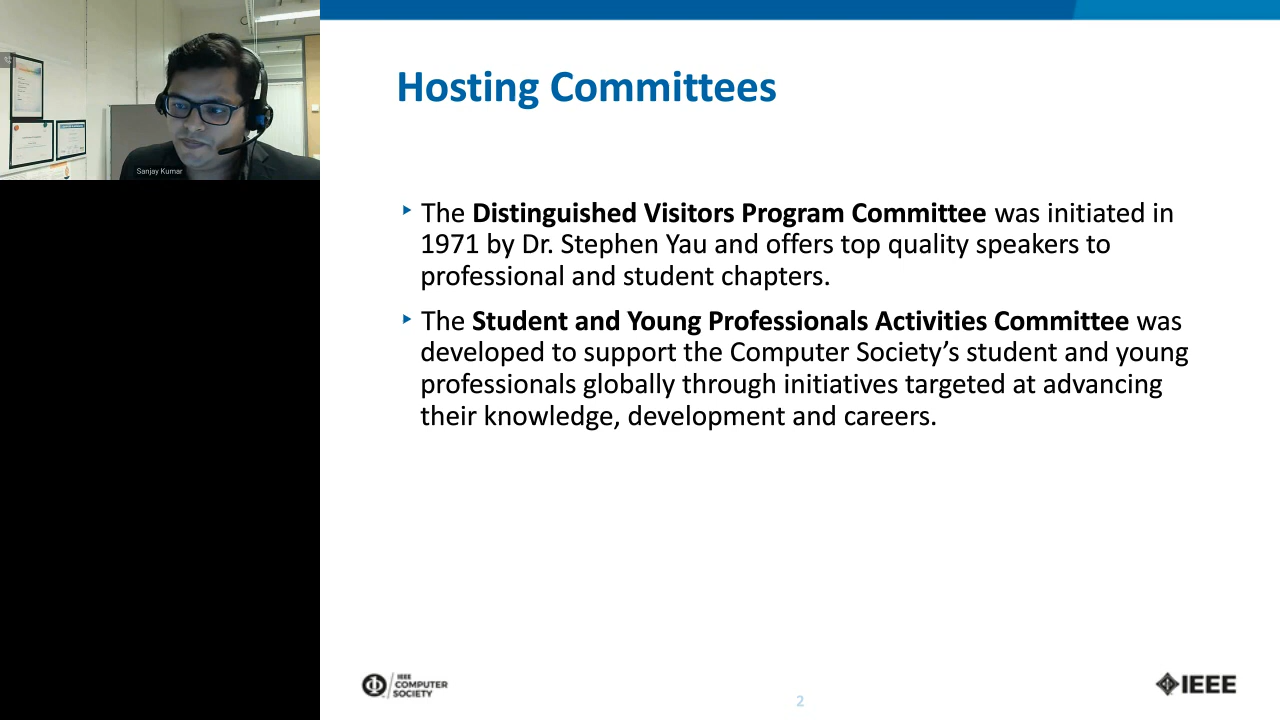 Sanjay Kumar
Hosting Committees
The Distinguished Visitors Program Committee was initiated in
1971 by Dr. Stephen Yau and offers top quality speakers to
professional and student chapters.
The Student and Young Professionals Activities Committee was
developed to support the Computer Society’s student and young
professionals globally through initiatives targeted at advancing
their knowledge, development and careers.
IEEE
COMPUTER
SOCIETY
2
IEEE